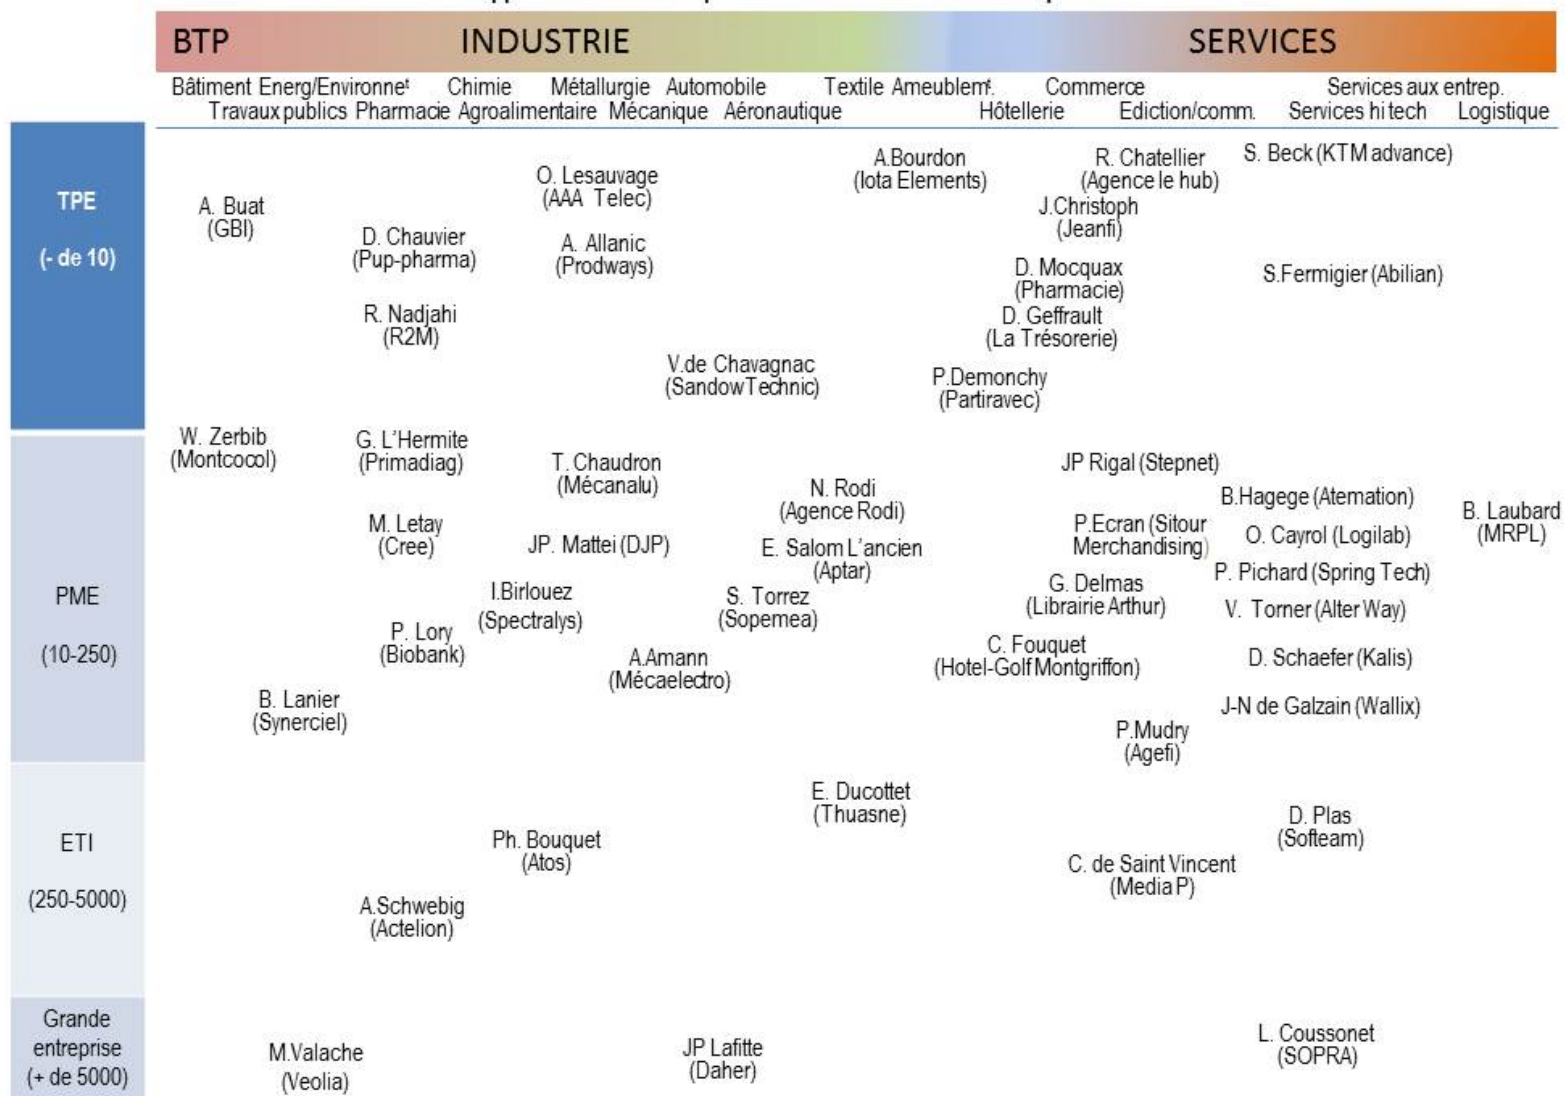 BTP INDUSTRIE SERVICES
Bâtiment Energ/Environnet Chimie Métallurgie Automobile Textile Ameublemt. Commerce Services aux entrep.
Travaux publics Pharmacie Agroalimentaire Mécanique Aéronautique Hôtellerie Ediction/comm. Services hi tech Logistique
TPE
(- de 10)
A. Buat
(GBI)
D. Chauvier
(Pup-pharma)
R. Nadjahi
(R2M)
O. Lesauvage
(AAA Telec)
A. Allanic
(Prodways)
V.de Chavagnac
(Sandow Technic)
A.Bourdon
(Iota Elements)
R. Chatellier
(Agence le hub)
J.Christoph
(Jeanfi)
D. Mocquax
(Pharmacie)
D. Geffrault
(La Trésorerie)
P.Demonchy
(Partiravec)
S. Beck (KTM advance)
S.Fermigier (Abilian)
PME
(10-250)
W. Zerbib
(Montcocol)
G. L'Hermite
(Primadiag)
M. Letay
(Cree)
P. Lory
(Biobank)
B. Lanier
(Synerciel)
T. Chaudron
(Mécanalu)
JP. Mattei (DJP)
I.Birlouez
(Spectralys)
A.Amann
(Mécaelectro)
N. Rodi
(Agence Rodi)
E. Salom L'ancien
(Aptar)
S. Torrez
(Sopemea)
JP Rigal (Stepnet)
P.Ecran (Sitour
Merchandising)
G. Delmas
(Librairie Arthur)
C. Fouquet
(Hotel-Golf Montgriffon)
P.Mudry
(Agefi)
B.Hagege (Atemation)
O. Cayrol (Logilab)
P. Pichard (Spring Tech)
V. Torner (Alter Way)
D. Schaefer (Kalis)
J-N de Galzain (Wallix)
B. Laubard
(MRPL)
ETI
(250-5000)
E. Ducottet
(Thuasne)
Ph. Bouquet
(Atos)
A.Schwebig
(Actelion)
D. Plas
(Softeam)
C. de Saint Vincent
(Media P)
Grande
entreprise
(+ de 5000)
M.Valache
(Veolia)
JP Lafitte
(Daher)
L. Coussonet
(SOPRA)